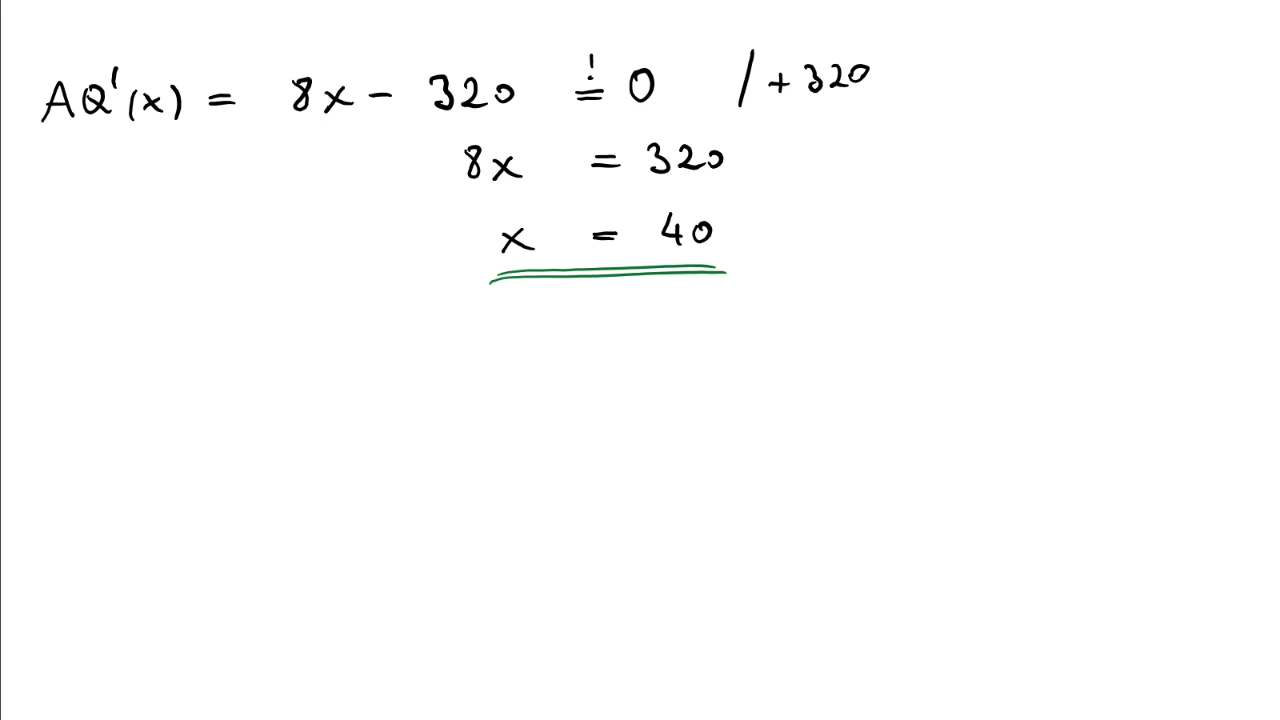 AQ'(x) = 8x - 320 != 0 / + 320
8x = 320
x = 40